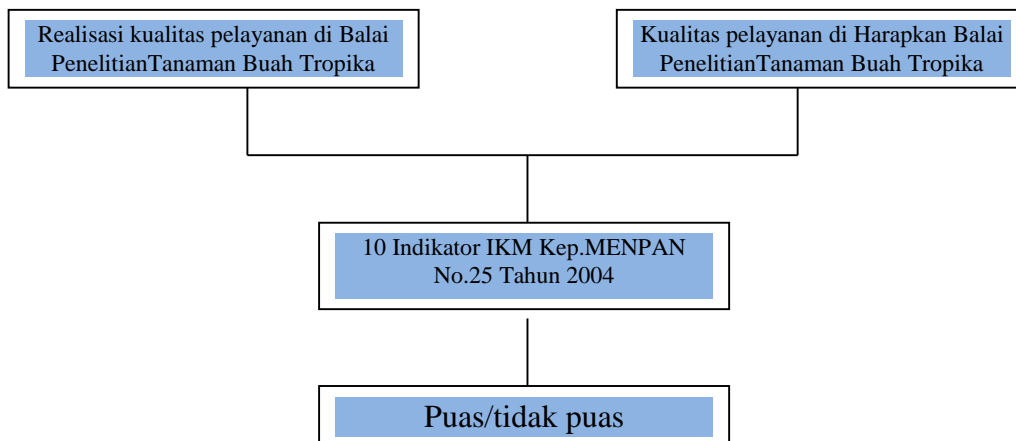 Realisasi kualitas pelayanan di Balai
PenelitianTanaman Buah Tropika
Kualitas pelayanan di Harapkan Balai
PenelitianTanaman Buah Tropika
10 Indikator IKM Kep.MENPAN
No.25 Tahun 2004
Puas/tidak puas